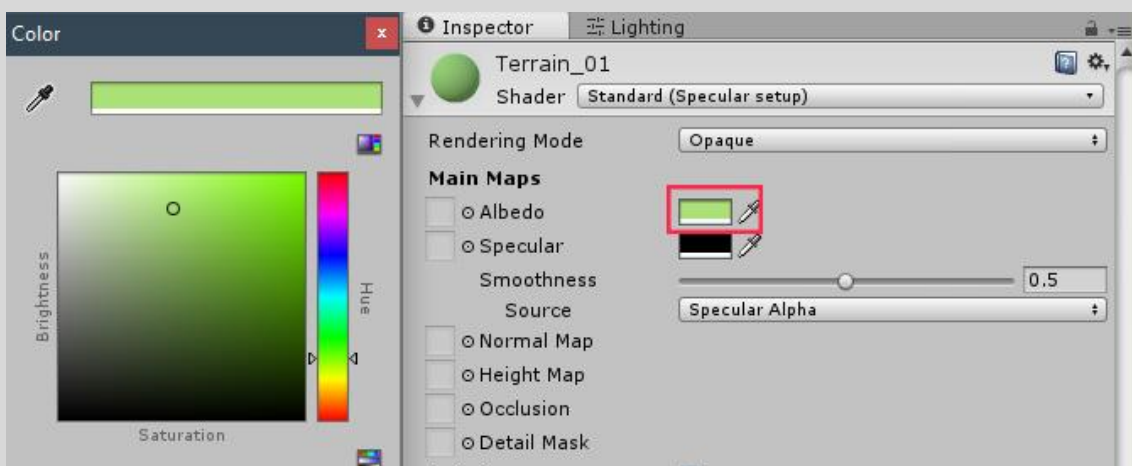 Color
x
Brightness
Hue
Saturation
Inspector
Lighting
Terrain_01
Shader Standard (Specular setup)
Rendering Mode Opaque
Main Maps
Albedo
Specular
Smoothness 0.5
Source Specular Alpha
Normal Map
Height Map
Occlusion
Detail Mask